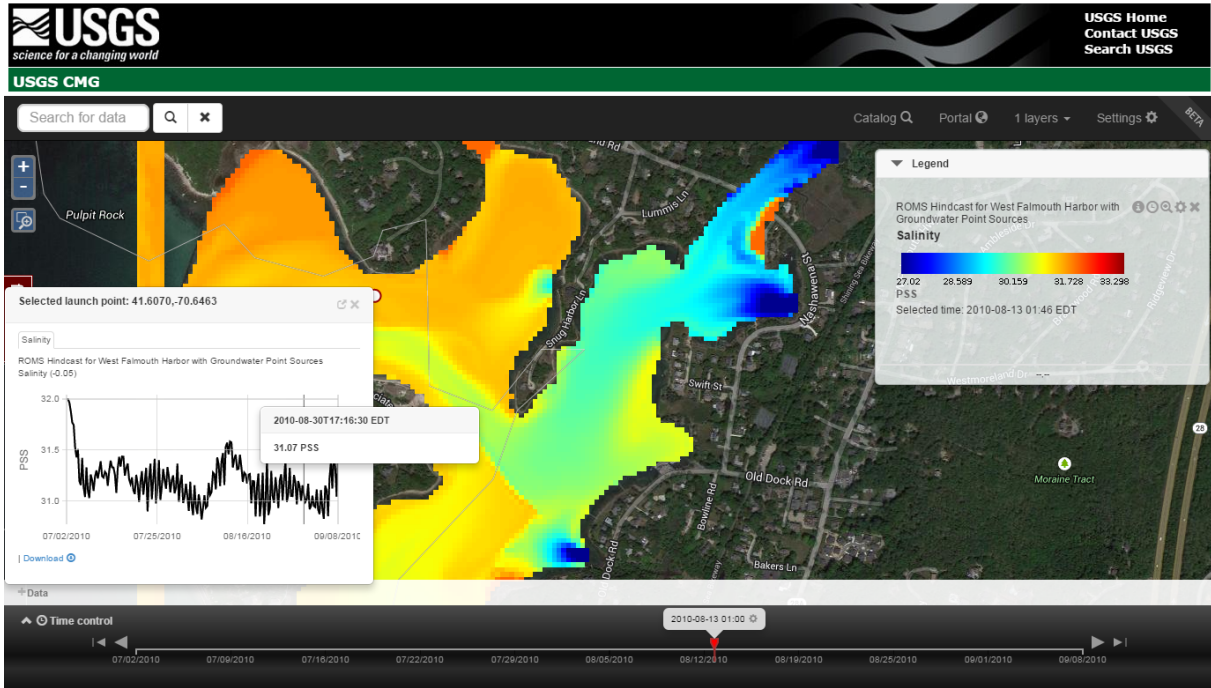 USGS
science for a changing world
USGS Home
Contact USGS
Search USGS
USGS CMG
Search for data
Catalog
Portal
1 layers
Settings
BETA
+
-
Pulpit Rock
Lummis Ln
Nashawena St
Snug Harbor Ln
Swift St
Old Dock Rd
Bowline Rd
Bakers Ln
Moraine Tract
28
Legend
ROMS Hindcast for West Falmouth Harbor with
Groundwater Point Sources
Salinity
27.02 28.589 30.159 31.728 33.298
PSS
Selected time: 2010-08-13 01:46 EDT
Westmoreland Dr
--.--
Selected launch point: 41.6070,-70.6463
Salinity
ROMS Hindcast for West Falmouth Harbor with Groundwater Point Sources
Salinity (-0.05)
32.0
31.5
31.0
PSS
07/02/2010 07/25/2010 08/16/2010 09/08/2010
2010-08-30T17:16:30 EDT
31.07 PSS
| Download
Data
Time control
2010-08-13 01:00
07/02/2010 07/09/2010 07/16/2010 07/22/2010 07/29/2010 08/05/2010 08/12/2010 08/19/2010 08/25/2010 09/01/2010 09/08/2010